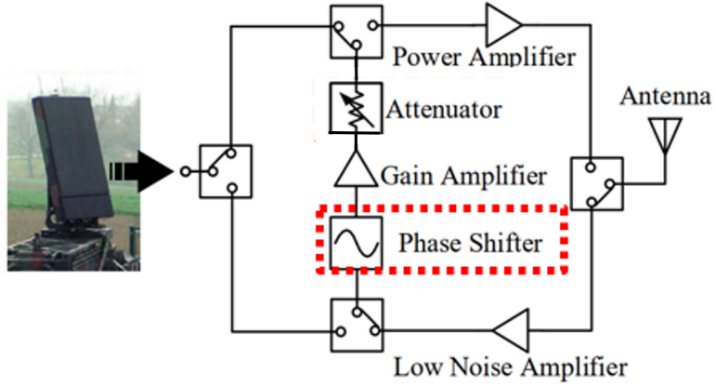 Power Amplifier
Attenuator
Antenna
Gain Amplifier
Phase Shifter
Low Noise Amplifier